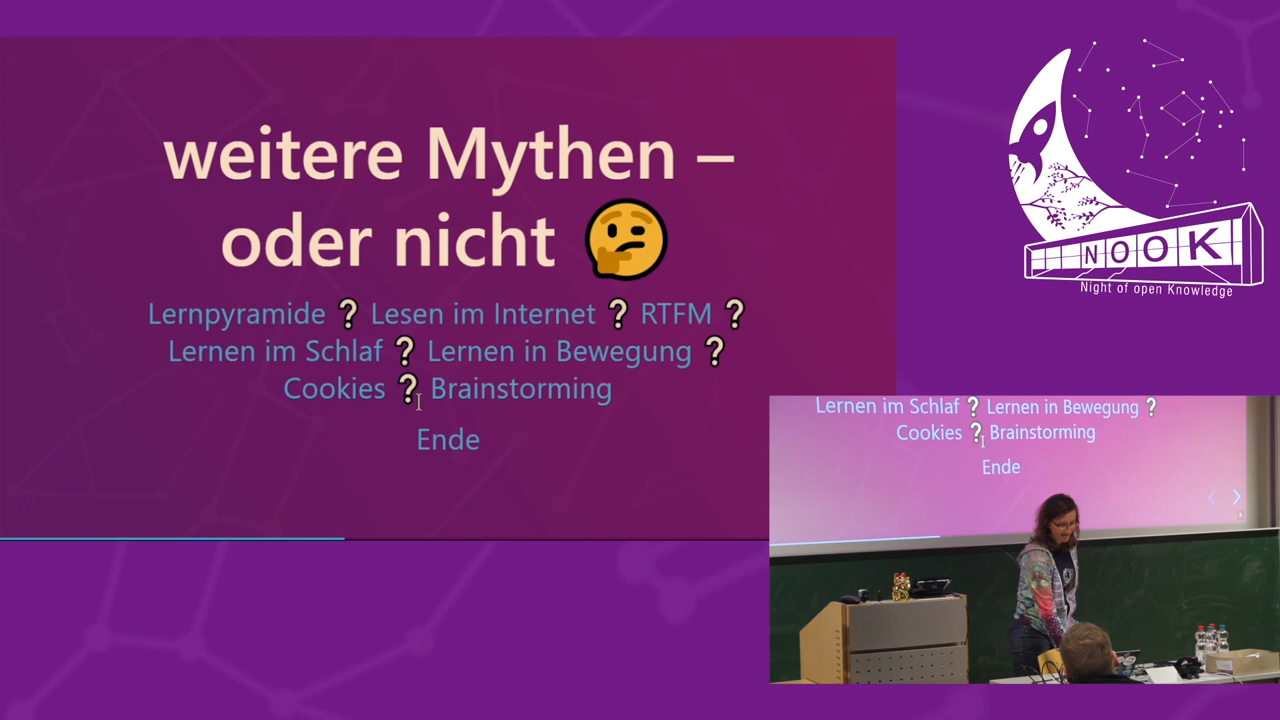 weitere Mythen –
oder nicht 🤔
Lernpyramide ❔ Lesen im Internet ❔ RTFM ❔
Lernen im Schlaf ❔ Lernen in Bewegung ❔
Cookies ❔ Brainstorming
Ende
NOOK
Night of open Knowledge
Lernen im Schlaf ❔ Lernen in Bewegung ❔
Cookies ❔ Brainstorming
Ende